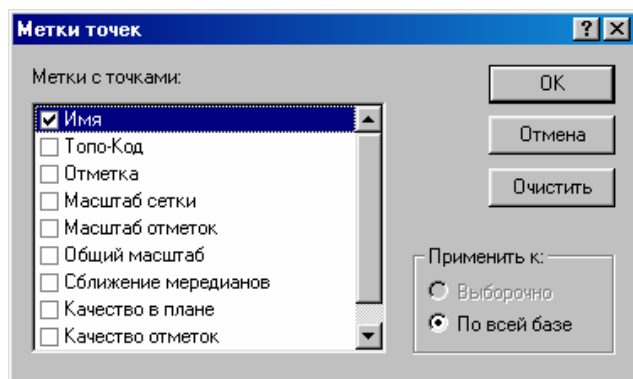 Метки точек
Метки с точками:
Имя
Топо-Код
Отметка
Масштаб сетки
Масштаб отметок
Общий масштаб
Сближение мередианов
Качество в плане
Качество отметок
OK
Отмена
Очистить
Применить к:
Выборочно
По всей базе